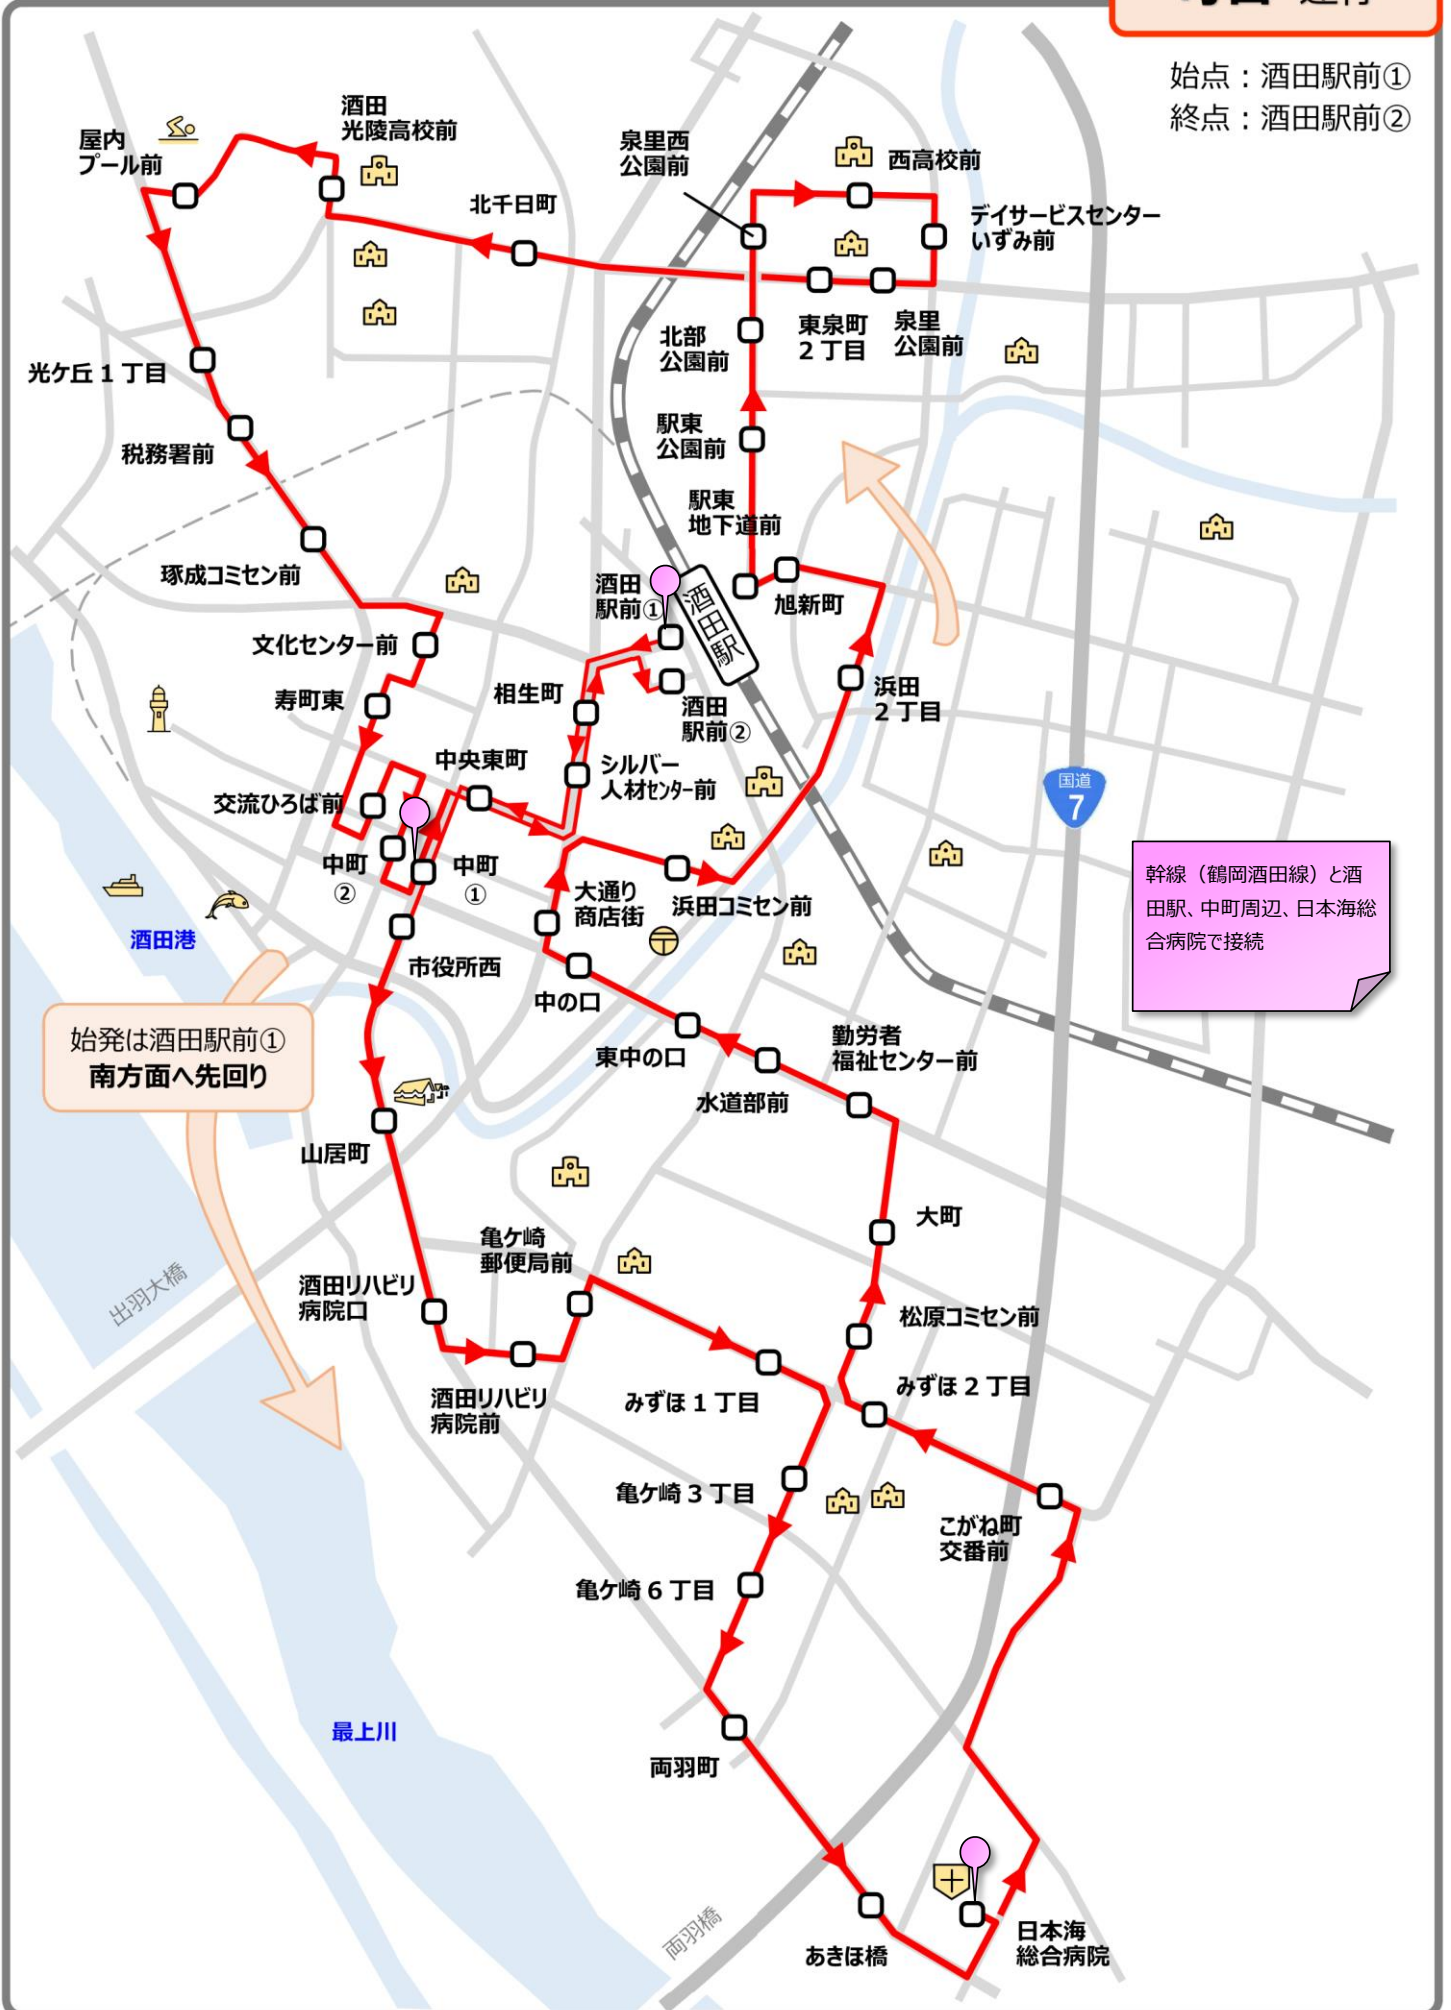 始点：酒田駅前①
終点：酒田駅前②
酒田
光陵高校前
屋内
プール前
泉里西
公園前
西高校前
北千日町
デイサービスセンター
いずみ前
北部
公園前
東泉町
２丁目
泉里
公園前
光ケ丘１丁目
駅東
公園前
税務署前
駅東
地下道前
琢成コミセン前
酒田
駅前①
酒田駅
旭新町
文化センター前
寿町東
相生町
酒田
駅前②
浜田
２丁目
中央東町
シルバー
人材センター前
交流ひろば前
国道
7
中町
②
中町
①
大通り
商店街
浜田コミセン前
幹線（鶴岡酒田線）と酒
田駅、中町周辺、日本海総
合病院で接続
酒田港
市役所西
中の口
始発は酒田駅前①
南方面へ先回り
東中の口
勤労者
福祉センター前
水道部前
山居町
大町
亀ケ崎
郵便局前
出羽大橋
酒田リハビリ
病院口
松原コミセン前
酒田リハビリ
病院前
みずほ１丁目
みずほ２丁目
亀ケ崎３丁目
こがね町
交番前
亀ケ崎６丁目
最上川
両羽町
両羽橋
あきほ橋
日本海
総合病院